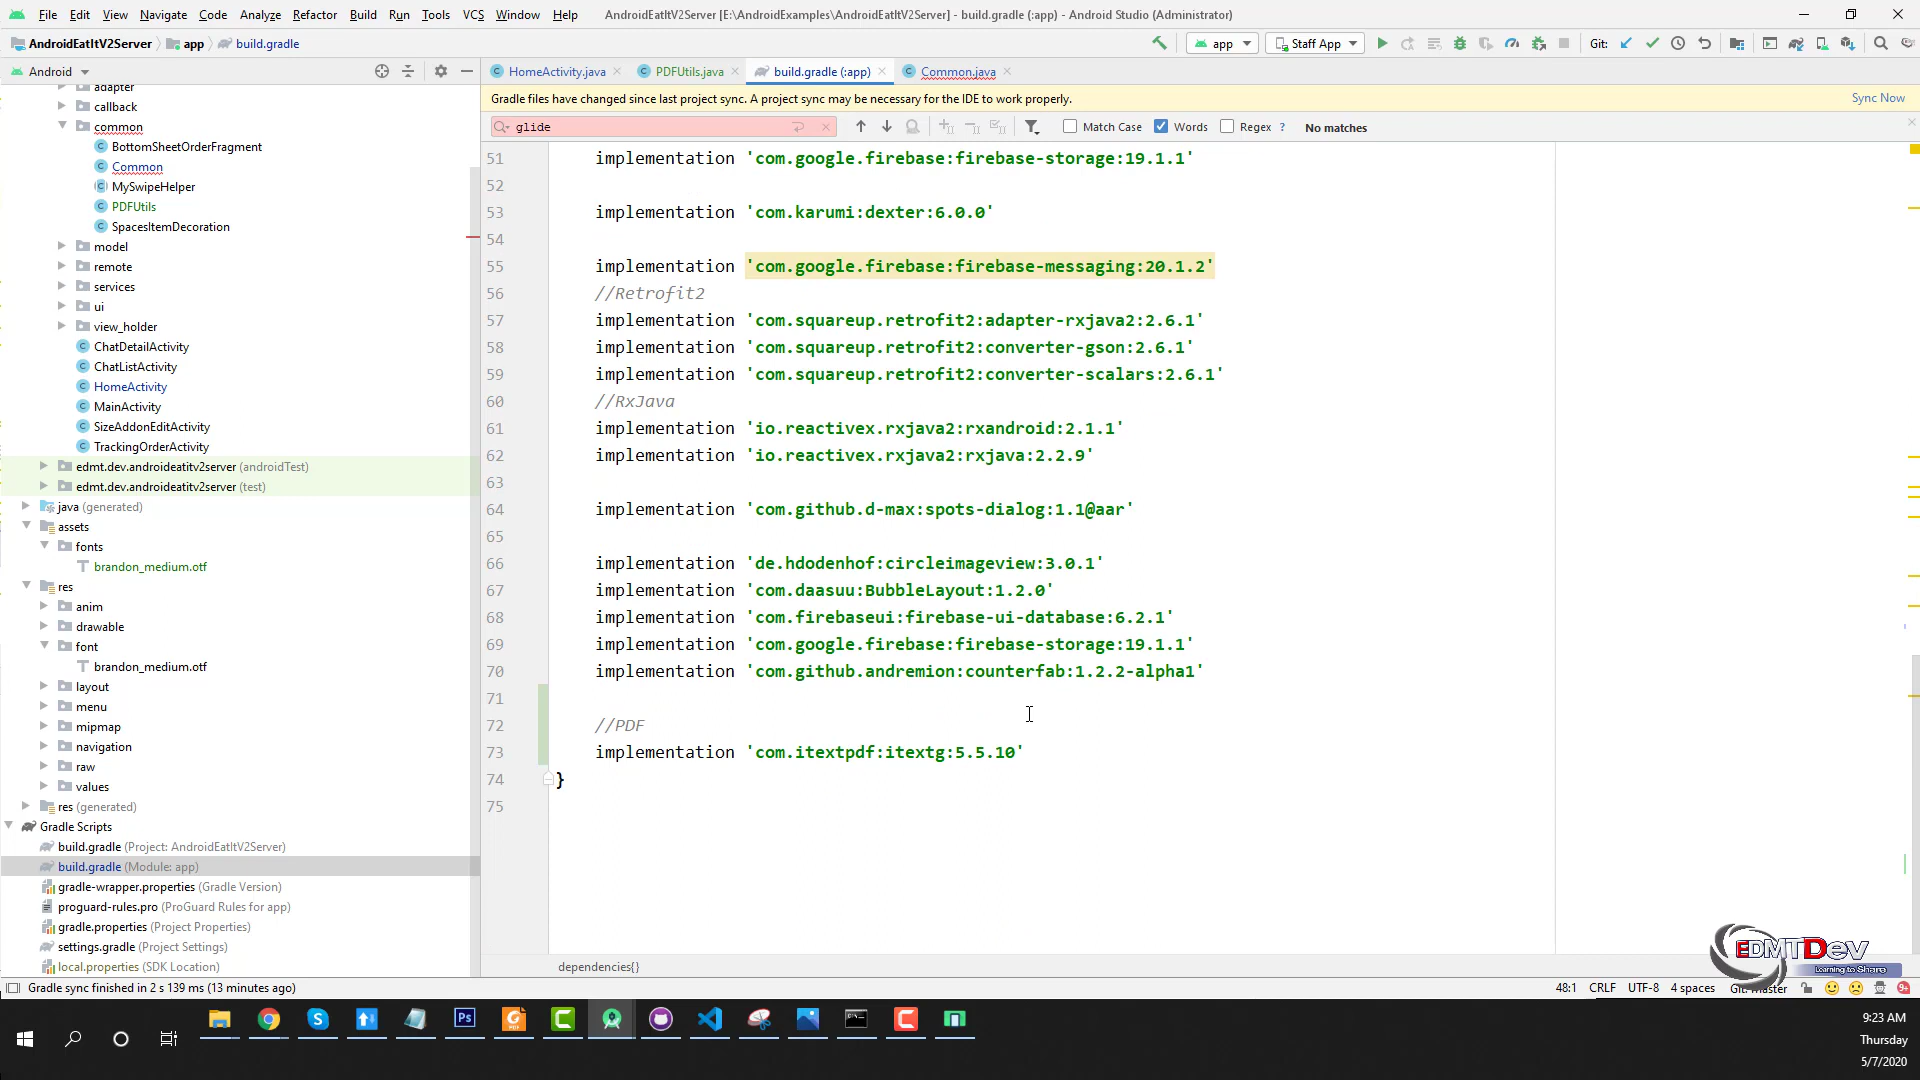 File Edit View Navigate Code Analyze Refactor Build Run Tools VCS Window Help AndroidEatItV2Server [E:\AndroidExamples\AndroidEatItV2Server] - build.gradle (:app) - Android Studio (Administrator)
AndroidEatItV2Server app build.gradle app Staff App Git:
Android HomeActivity.java PDFUtils.java build.gradle (:app) Common.java
Gradle files have changed since last project sync. A project sync may be necessary for the IDE to work properly. Sync Now
glide Match Case Words Regex ? No matches
adapter
callback
common
BottomSheetOrderFragment
Common
MySwipeHelper
PDFUtils
SpacesItemDecoration
model
remote
services
ui
view_holder
ChatDetailActivity
ChatListActivity
HomeActivity
MainActivity
SizeAddonEditActivity
TrackingOrderActivity
edmt.dev.androideatitv2server (androidTest)
edmt.dev.androideatitv2server (test)
java (generated)
assets
fonts
brandon_medium.otf
res
anim
drawable
font
brandon_medium.otf
layout
menu
mipmap
navigation
raw
values
res (generated)
Gradle Scripts
build.gradle (Project: AndroidEatItV2Server)
build.gradle (Module: app)
gradle-wrapper.properties (Gradle Version)
proguard-rules.pro (ProGuard Rules for app)
gradle.properties (Project Properties)
settings.gradle (Project Settings)
local.properties (SDK Location)
51 implementation 'com.google.firebase:firebase-storage:19.1.1'
52
53 implementation 'com.karumi:dexter:6.0.0'
54
55 implementation 'com.google.firebase:firebase-messaging:20.1.2'
56 //Retrofit2
57 implementation 'com.squareup.retrofit2:adapter-rxjava2:2.6.1'
58 implementation 'com.squareup.retrofit2:converter-gson:2.6.1'
59 implementation 'com.squareup.retrofit2:converter-scalars:2.6.1'
60 //RxJava
61 implementation 'io.reactivex.rxjava2:rxandroid:2.1.1'
62 implementation 'io.reactivex.rxjava2:rxjava:2.2.9'
63
64 implementation 'com.github.d-max:spots-dialog:1.1@aar'
65
66 implementation 'de.hdodenhof:circleimageview:3.0.1'
67 implementation 'com.daasuu:BubbleLayout:1.2.0'
68 implementation 'com.firebaseui:firebase-ui-database:6.2.1'
69 implementation 'com.google.firebase:firebase-storage:19.1.1'
70 implementation 'com.github.andremion:counterfab:1.2.2-alpha1'
71
72 //PDF
73 implementation 'com.itextpdf:itextg:5.5.10'
74 }
75
dependencies{}
EDMTDev
Learning to Share
Gradle sync finished in 2 s 139 ms (13 minutes ago) 48:1 CRLF UTF-8 4 spaces Git: master
9:23 AM
Thursday
5/7/2020